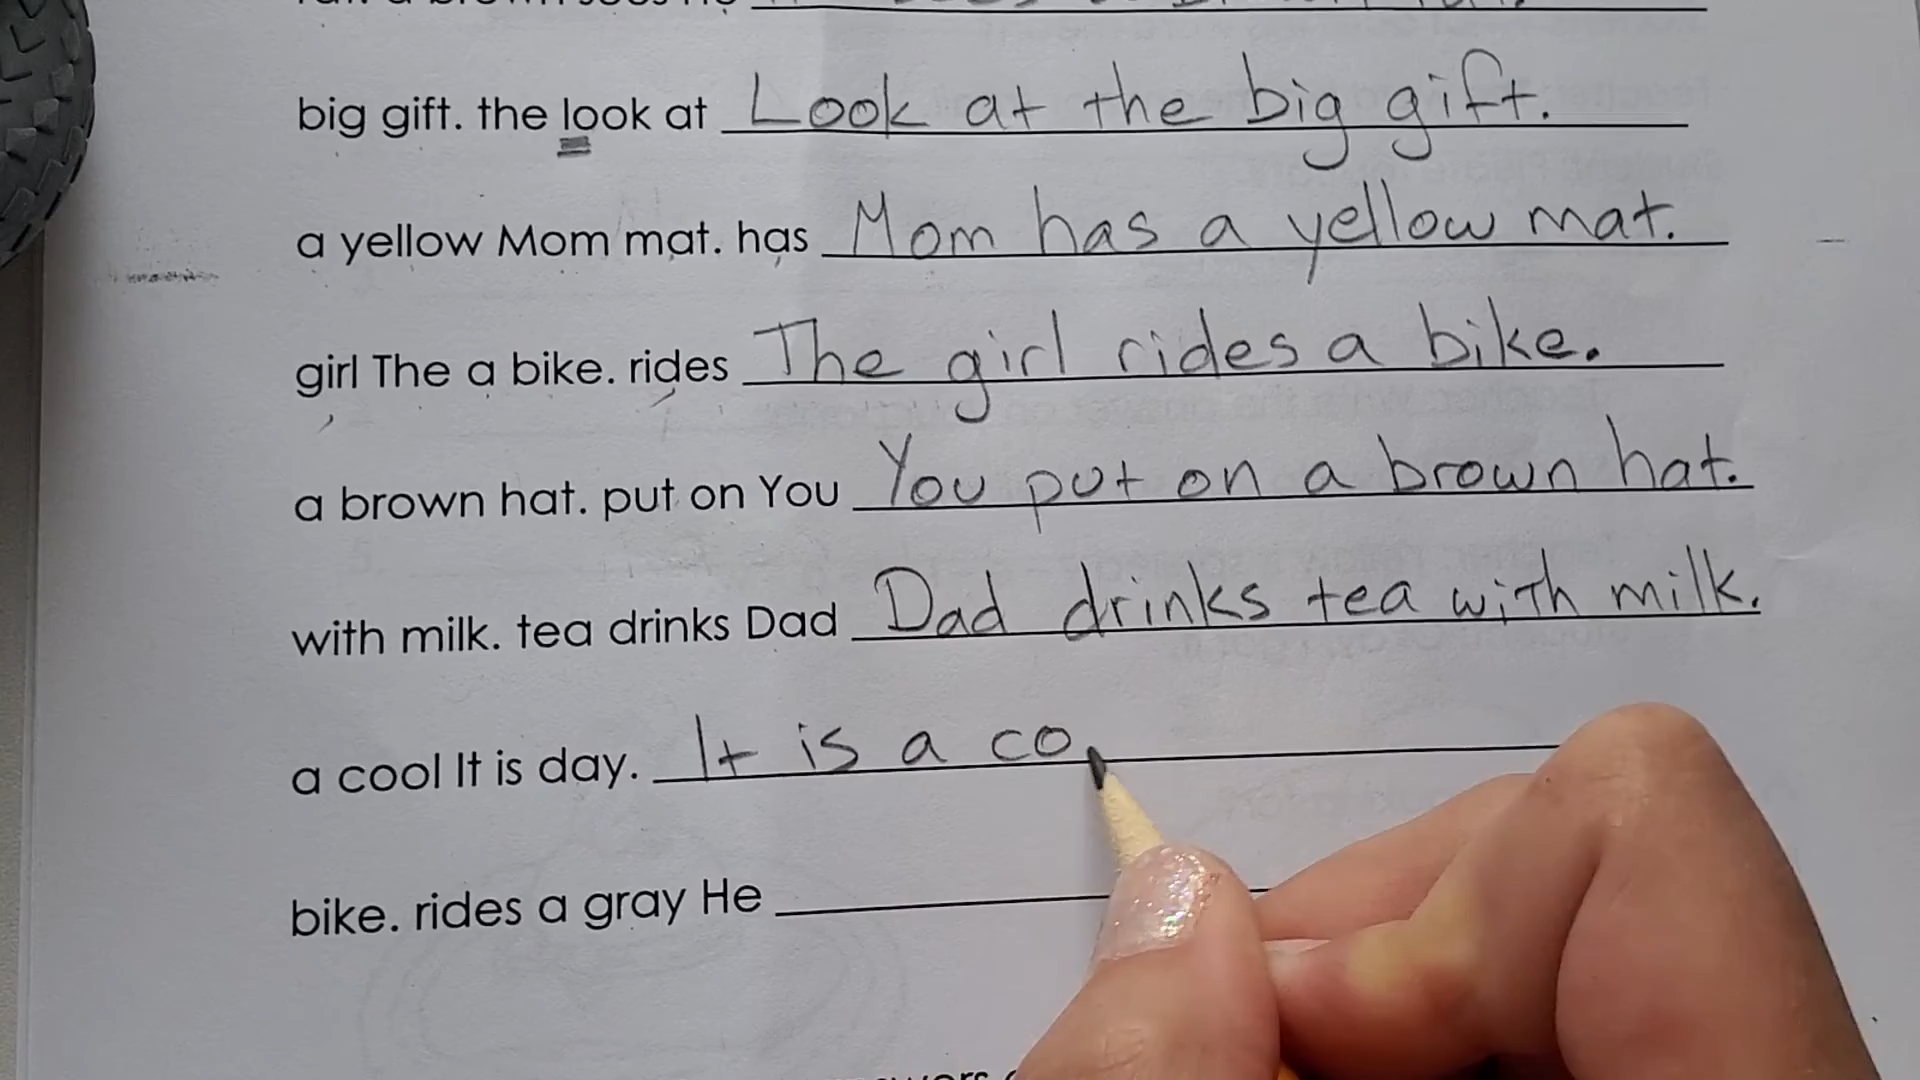 a brown sees he
big gift. the look at Look at the big gift.
a yellow Mom mat. has Mom has a yellow mat.
girl The a bike. rides The girl rides a bike.
a brown hat. put on You You put on a brown hat.
with milk. tea drinks Dad Dad drinks tea with milk.
a cool It is day. It is a co
bike. rides a gray He